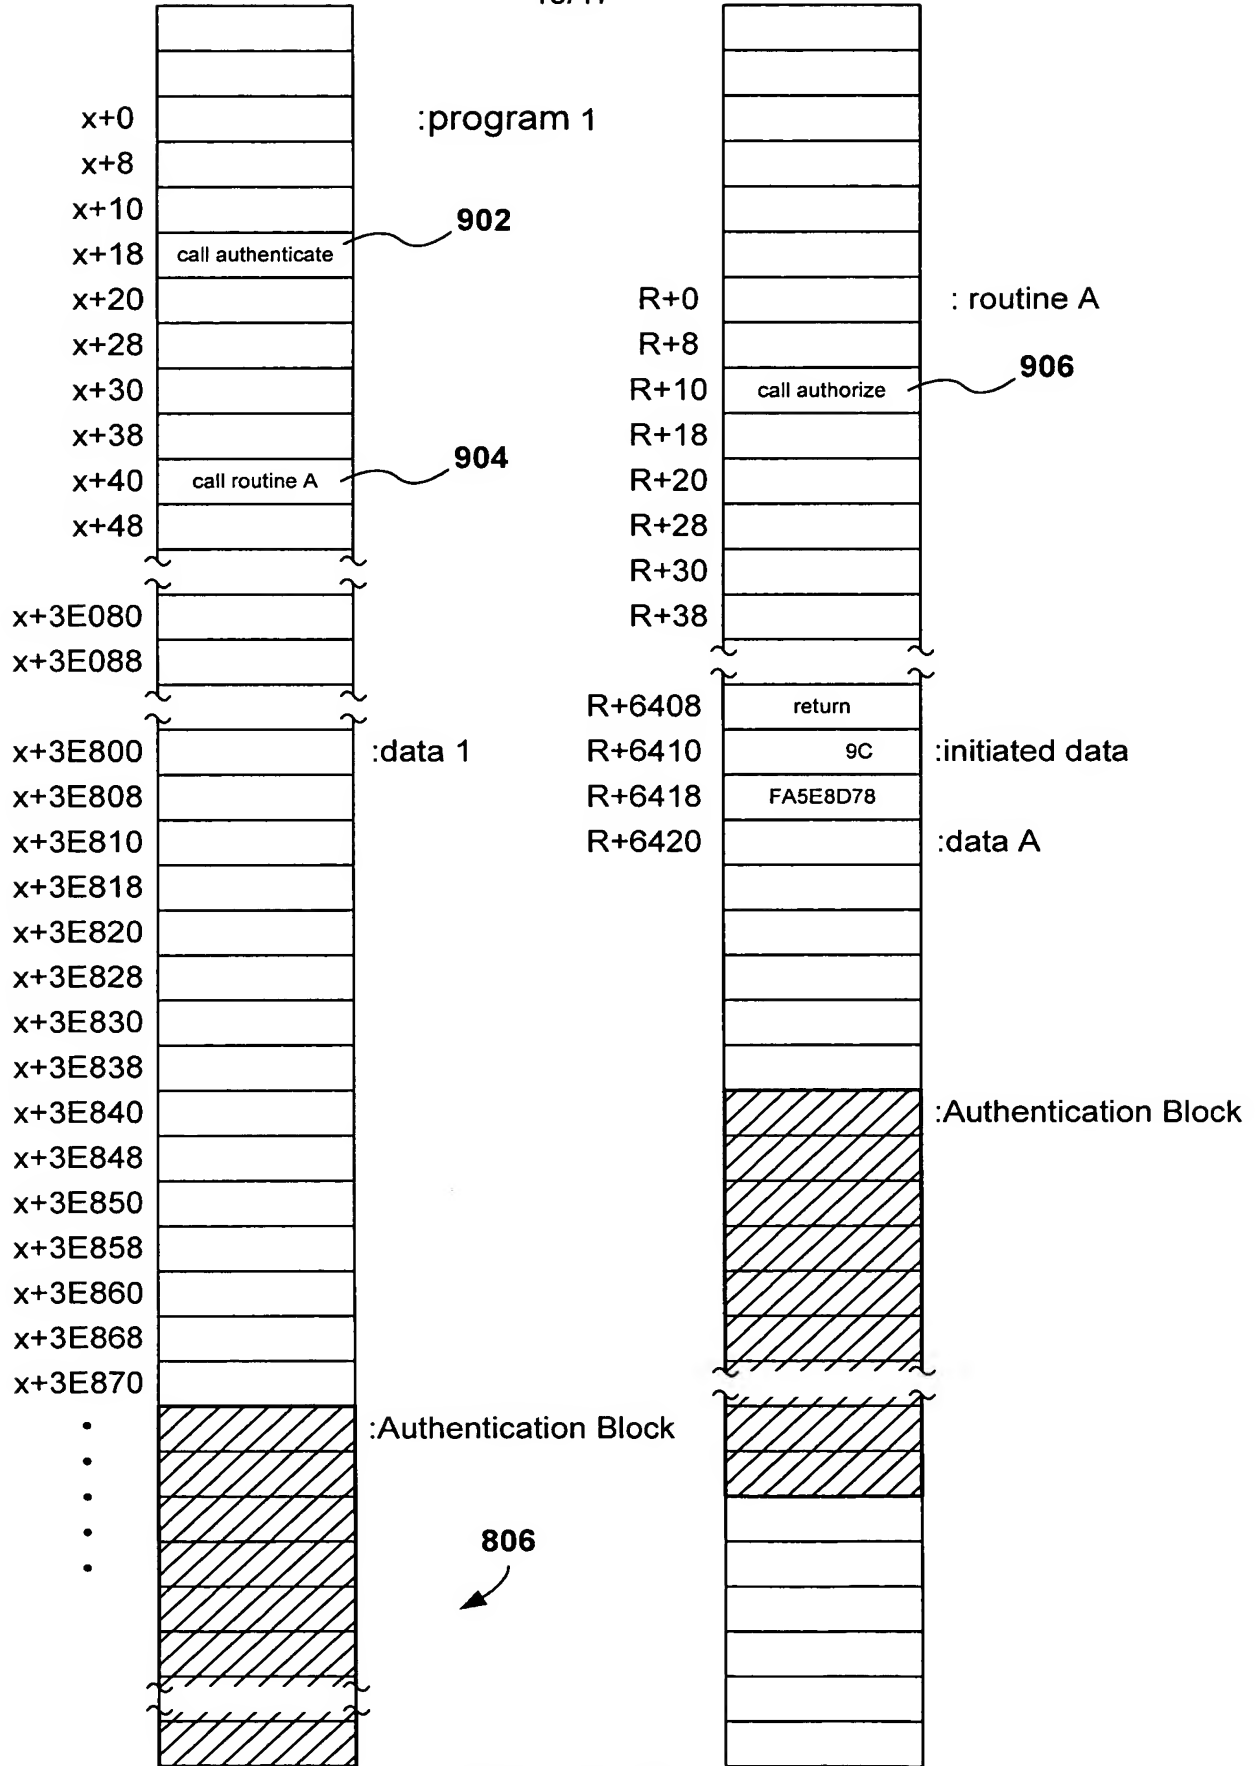 x+0 :program 1
x+8
x+10
902
x+18 call authenticate
x+20
x+28
x+30
x+38
904
x+40 call routine A
x+48
x+3E080
x+3E088
x+3E800 :data 1
x+3E808
x+3E810
x+3E818
x+3E820
x+3E828
x+3E830
x+3E838
x+3E840
x+3E848
x+3E850
x+3E858
x+3E860
x+3E868
x+3E870
:Authentication Block
806
R+0 : routine A
R+8
906
R+10 call authorize
R+18
R+20
R+28
R+30
R+38
R+6408 return
R+6410 9C :initiated data
R+6418 FA5E8D78
R+6420 :data A
:Authentication Block